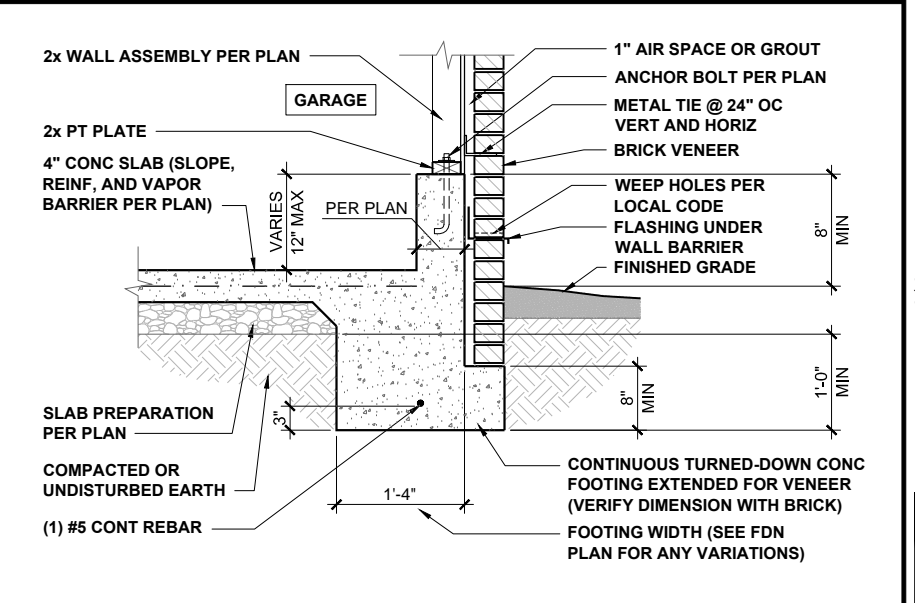 2x WALL ASSEMBLY PER PLAN
GARAGE
2x PT PLATE
4" CONC SLAB (SLOPE,
REINF, AND VAPOR
BARRIER PER PLAN)
VARIES
12" MAX
PER PLAN
1" AIR SPACE OR GROUT
ANCHOR BOLT PER PLAN
METAL TIE @ 24" OC
VERT AND HORIZ
BRICK VENEER
WEEP HOLES PER
LOCAL CODE
FLASHING UNDER
WALL BARRIER
FINISHED GRADE
8"
MIN
1'-0"
MIN
8"
MIN
3"
1'-4"
SLAB PREPARATION
PER PLAN
COMPACTED OR
UNDISTURBED EARTH
(1) #5 CONT REBAR
CONTINUOUS TURNED-DOWN CONC
FOOTING EXTENDED FOR VENEER
(VERIFY DIMENSION WITH BRICK)
FOOTING WIDTH (SEE FDN
PLAN FOR ANY VARIATIONS)